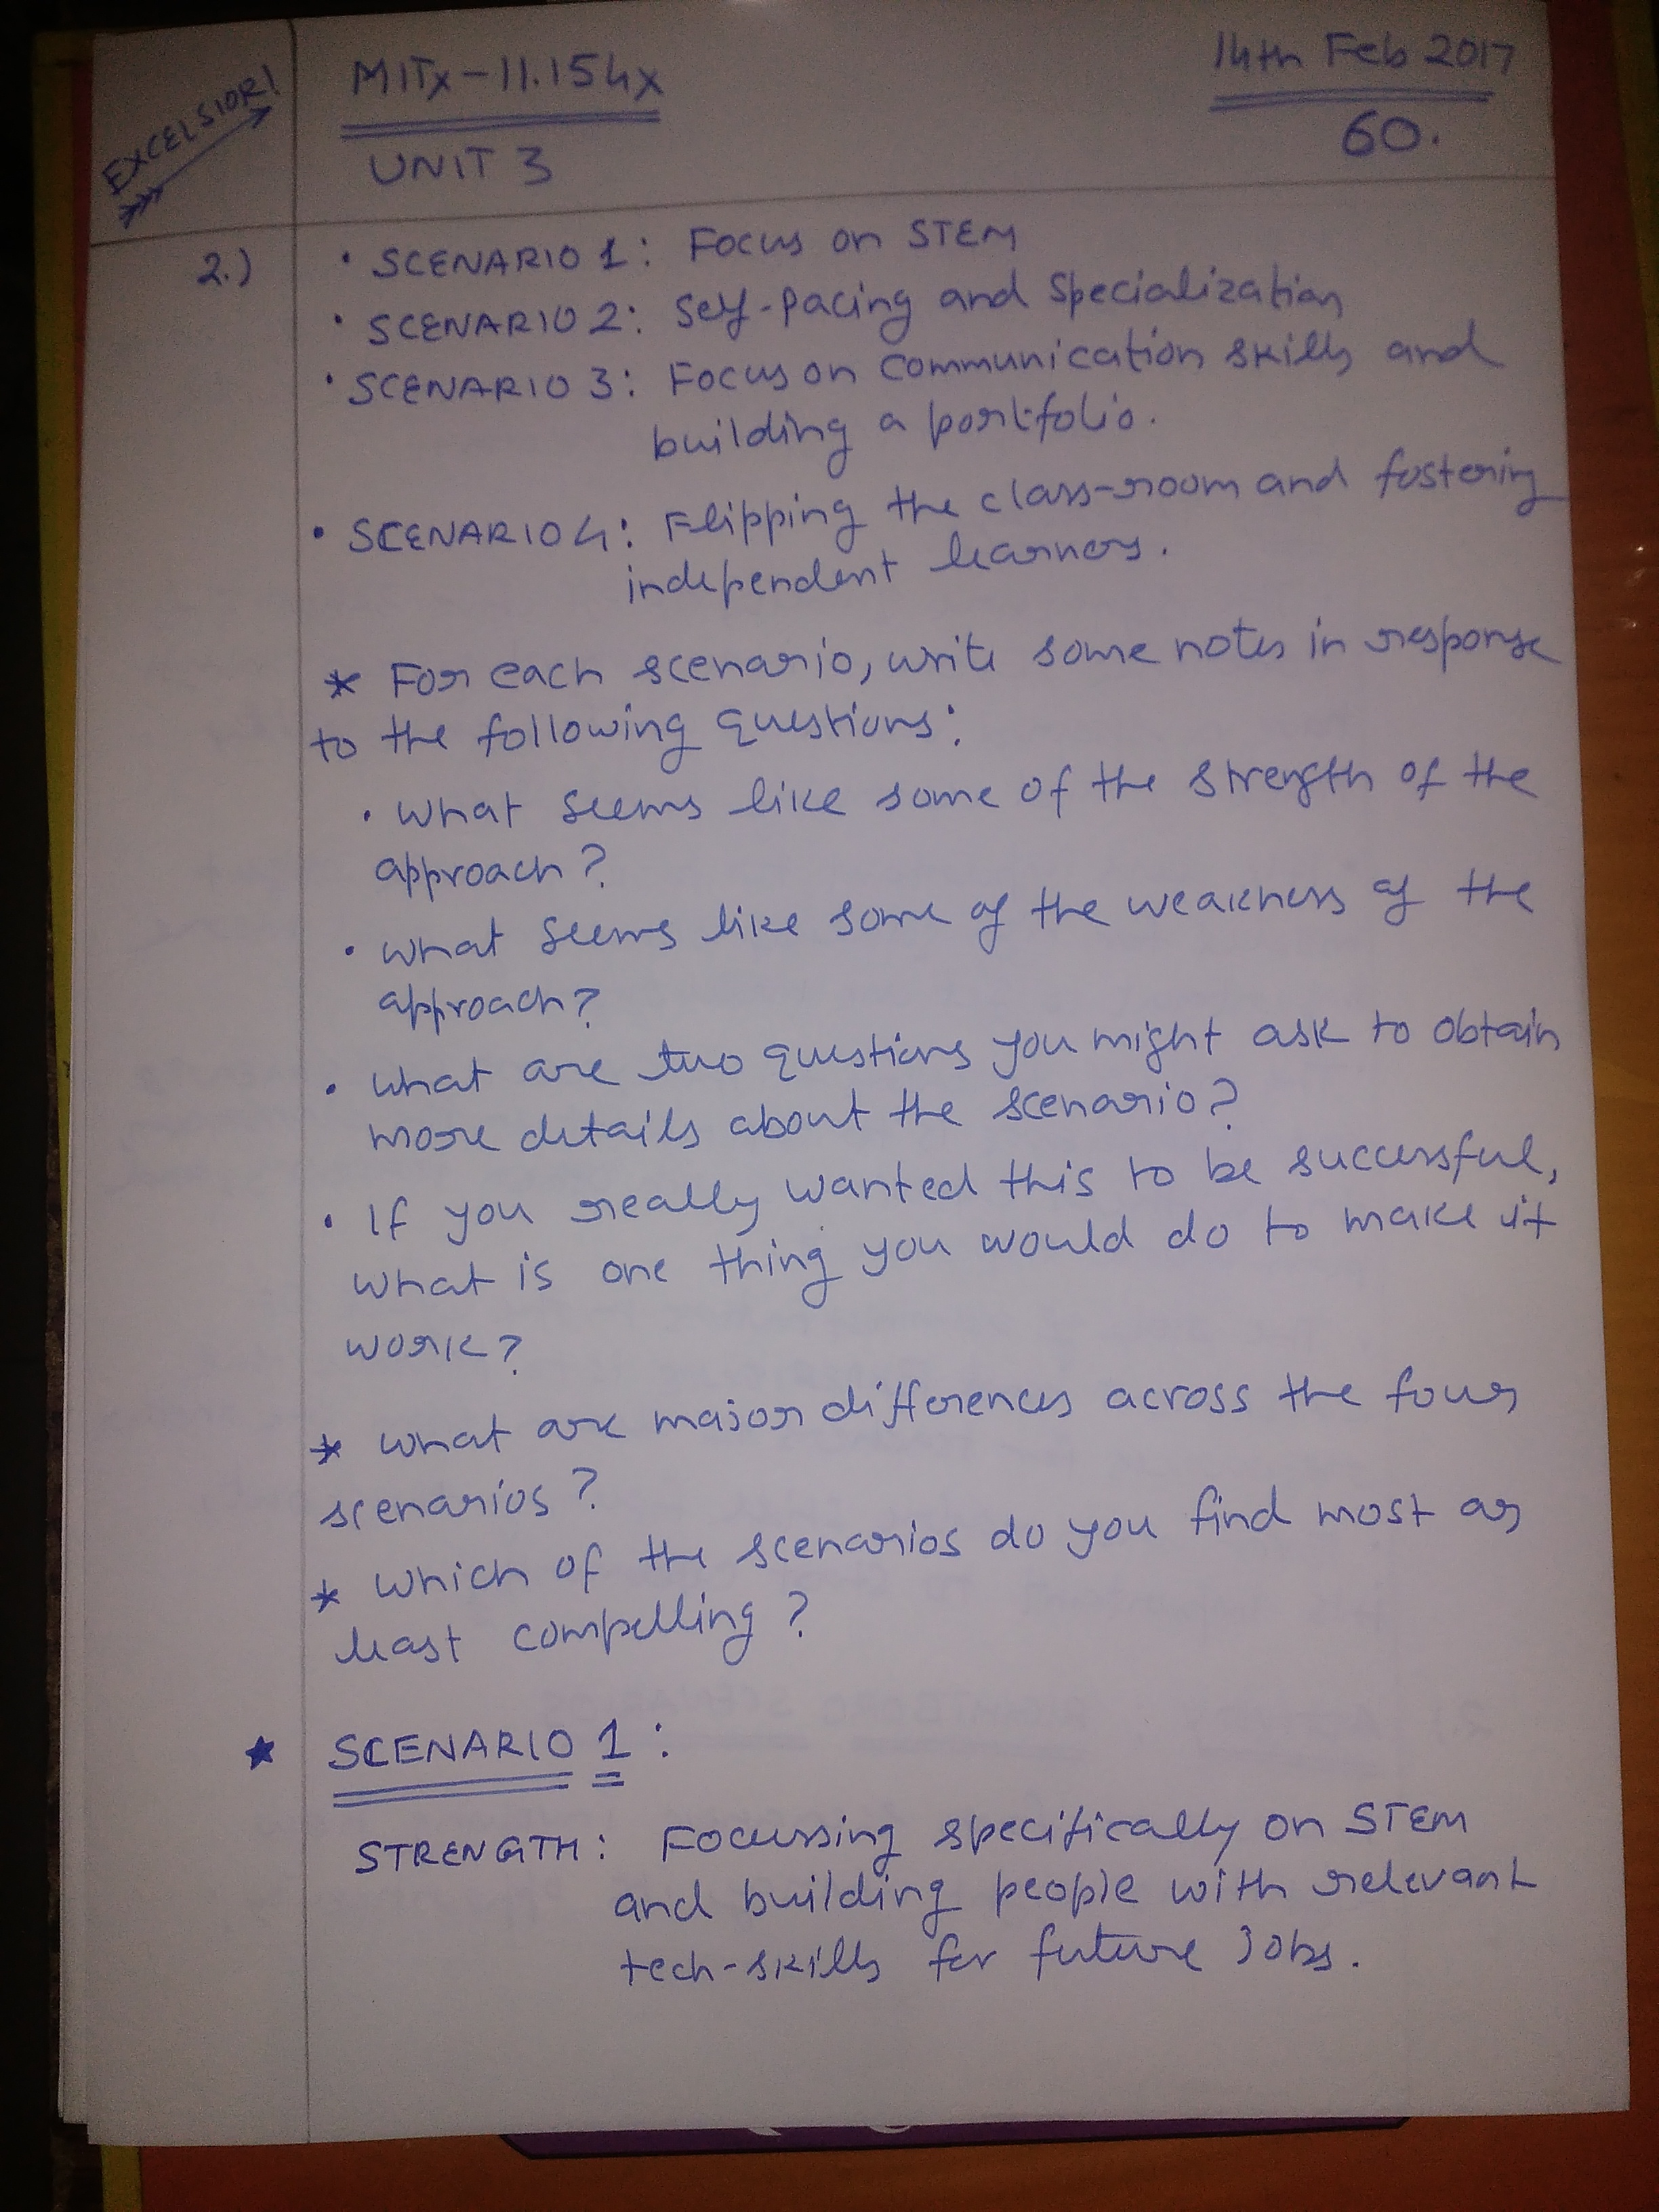 EXCELSIOR!
MITx-11.154x
UNIT 3
14th Feb 2017
60.
2.)
• SCENARIO 1: Focus on STEM
• SCENARIO 2: Self-pacing and Specialization
• SCENARIO 3: Focus on communication skills and
building a portfolio.
• SCENARIO 4: Flipping the class-room and fostering
independent learners.
* For each scenario, write some notes in response
to the following questions:
• What seems like some of the strength of the
approach?
• What seems like some of the weakness of the
approach?
• What are two questions you might ask to obtain
more details about the scenario?
• If you really wanted this to be successful,
what is one thing you would do to make it
work?
* What are major differences across the four
scenarios?
* Which of the scenarios do you find most or
least compelling?
★ SCENARIO 1:
STRENGTH: Focussing specifically on STEM
and building people with relevant
tech-skills for future Jobs.